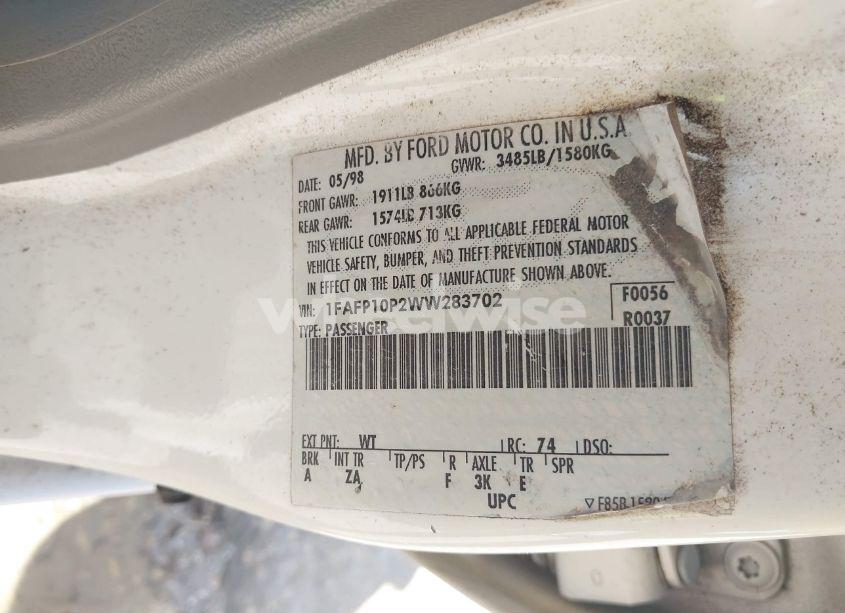 MFD. BY FORD MOTOR CO. IN U.S.A.
DATE: 05/98 GVWR: 3485LB/1580KG
FRONT GAWR: 1911LB 866KG
REAR GAWR: 1574LB 713KG
THIS VEHICLE CONFORMS TO ALL APPLICABLE FEDERAL MOTOR
VEHICLE SAFETY, BUMPER, AND THEFT PREVENTION STANDARDS
IN EFFECT ON THE DATE OF MANUFACTURE SHOWN ABOVE.
VIN: 1FAFP10P2WW283702 F0056
TYPE: PASSENGER R0037
wheelwise
EXT PNT: WT RC: 74 DSO:
BRK INT TR TP/PS R AXLE TR SPR
A ZA F 3K E
UPC